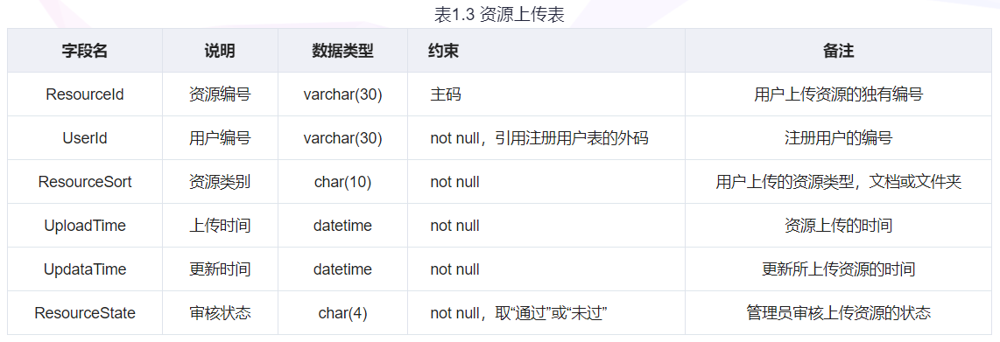 表1.3 资源上传表
字段名 说明 数据类型 约束 备注
ResourceId 资源编号 varchar(30) 主码 用户上传资源的独有编号
UserId 用户编号 varchar(30) not null，引用注册用户表的外码 注册用户的编号
ResourceSort 资源类别 char(10) not null 用户上传的资源类型，文档或文件夹
UploadTime 上传时间 datetime not null 资源上传的时间
UpdataTime 更新时间 datetime not null 更新所上传资源的时间
ResourceState 审核状态 char(4) not null，取“通过”或“未过” 管理员审核上传资源的状态